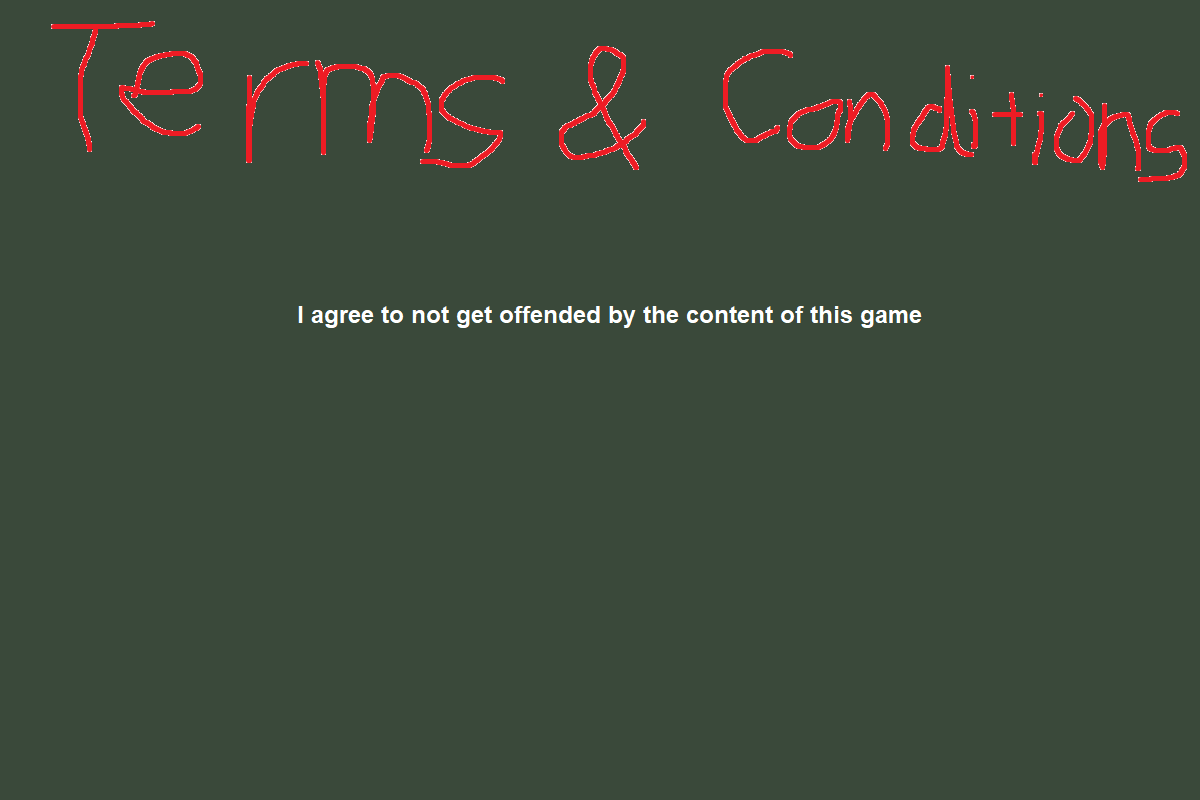 Terms & Conditions
I agree to not get offended by the content of this game